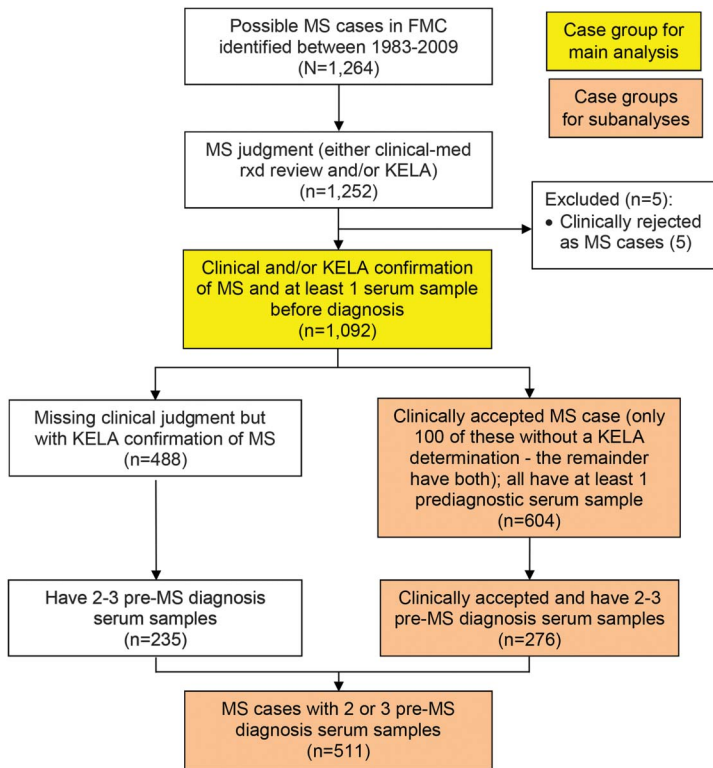 Possible MS cases in FMC
identified between 1983-2009
(N=1,264)
Case group for
main analysis
Case groups
for subanalyses
MS judgment (either clinical-med
rxd review and/or KELA)
(n=1,252)
Excluded (n=5):
• Clinically rejected
as MS cases (5)
Clinical and/or KELA confirmation
of MS and at least 1 serum sample
before diagnosis
(n=1,092)
Missing clinical judgment but
with KELA confirmation of MS
(n=488)
Clinically accepted MS case (only
100 of these without a KELA
determination - the remainder
have both); all have at least 1
prediagnostic serum sample
(n=604)
Have 2-3 pre-MS diagnosis
serum samples
(n=235)
Clinically accepted and have 2-3
pre-MS diagnosis serum samples
(n=276)
MS cases with 2 or 3 pre-MS
diagnosis serum samples
(n=511)